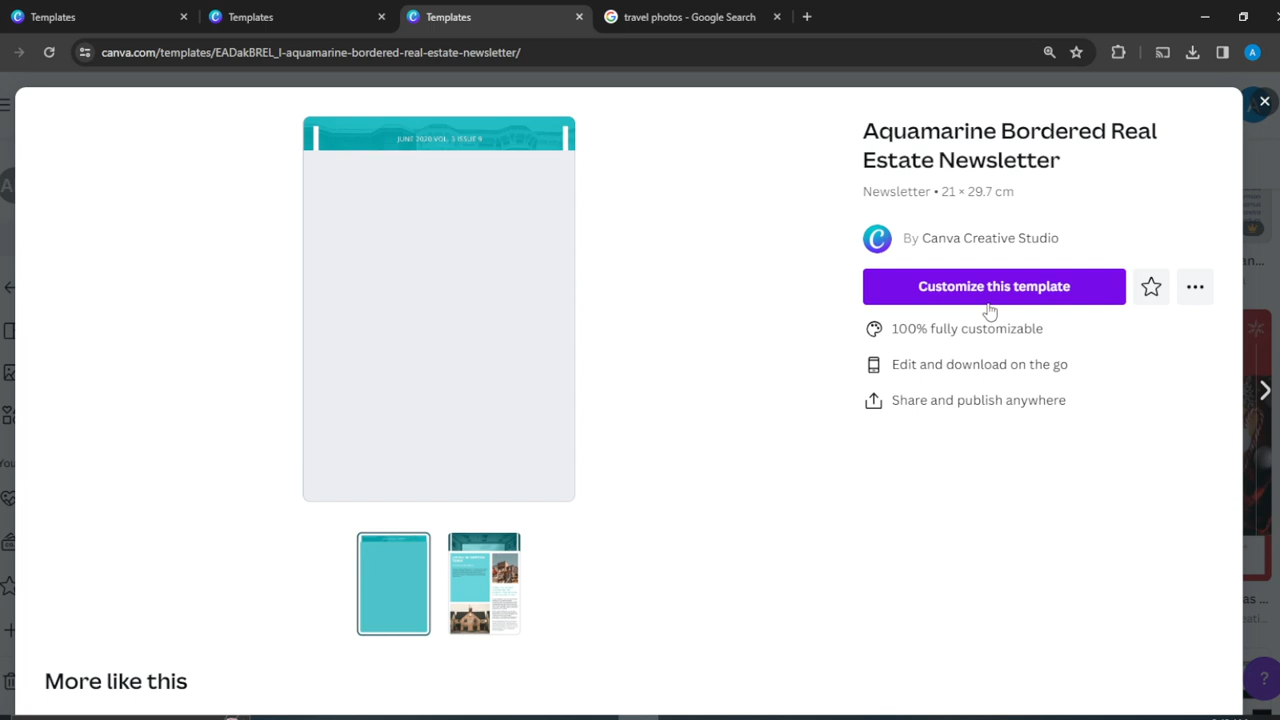 Templates
Templates
Templates
travel photos - Google Search
canva.com/templates/EADakBREL_I-aquamarine-bordered-real-estate-newsletter/
A
JUNE 2020 VOL. 3 ISSUE 9
Aquamarine Bordered Real
Estate Newsletter
Newsletter • 21 × 29.7 cm
By Canva Creative Studio
Customize this template
100% fully customizable
Edit and download on the go
Share and publish anywhere
More like this
?